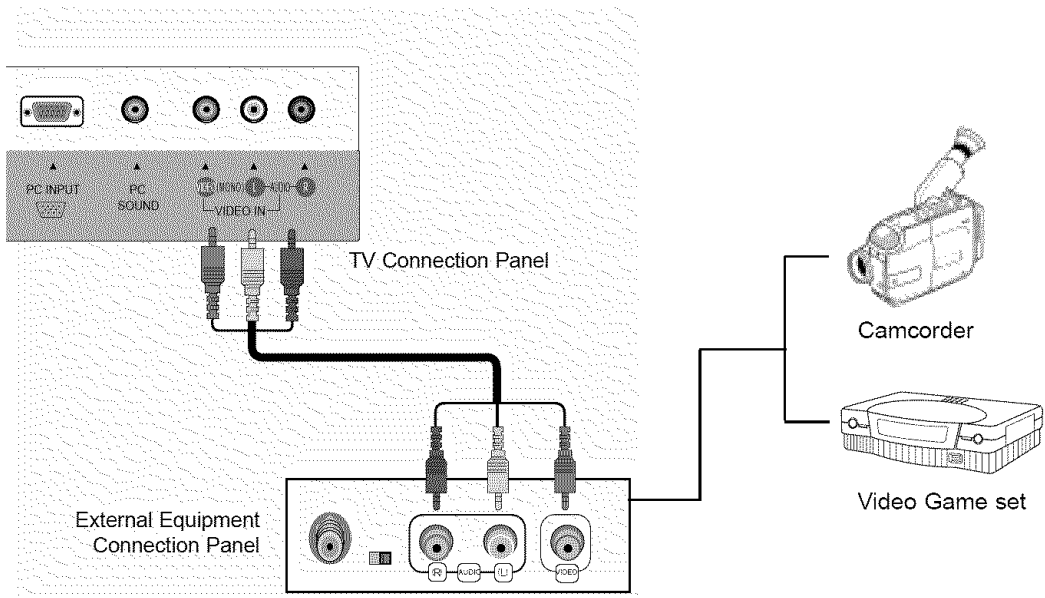 PC INPUT
PC
SOUND
(MONO) L AUDIO R
VIDEO IN
TV Connection Panel
Camcorder
Video Game set
External Equipment
Connection Panel
(R) AUDIO (L) VIDEO